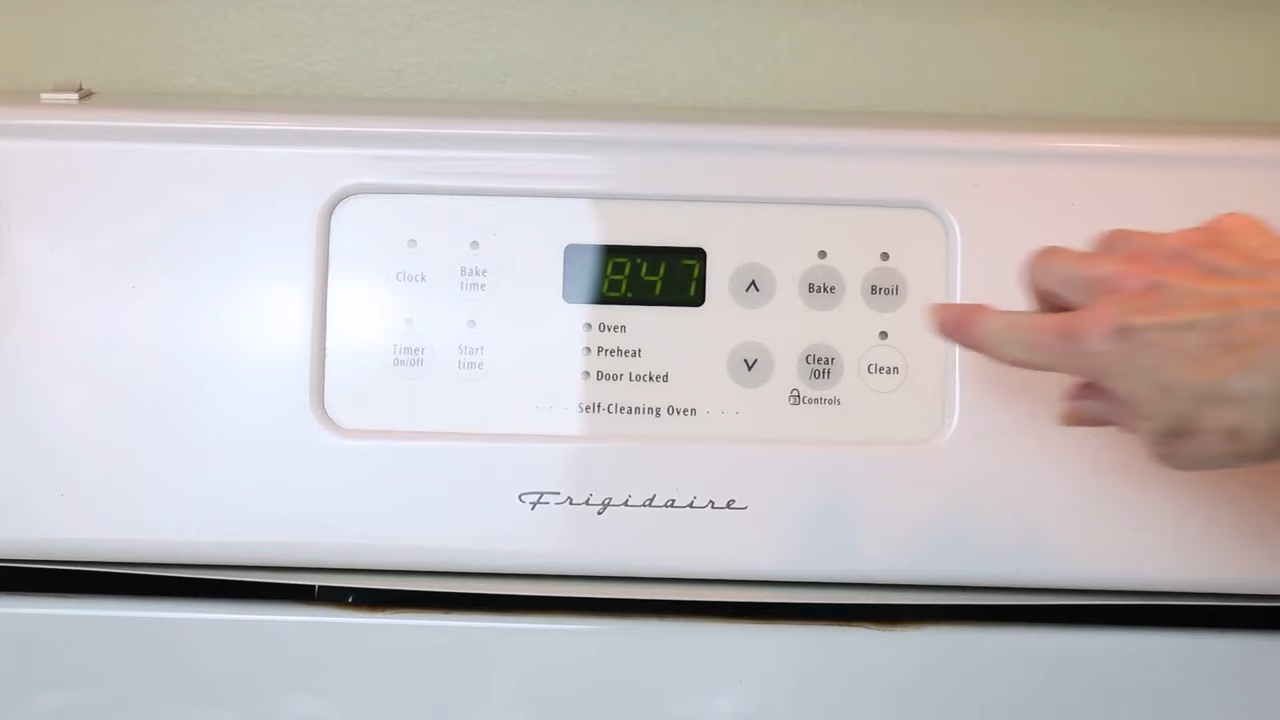 Clock
Bake
time
8:47
Bake
Broil
Timer
On/Off
Start
time
Oven
Preheat
Door Locked
Clear
/Off
Clean
Controls
Self-Cleaning Oven
Frigidaire